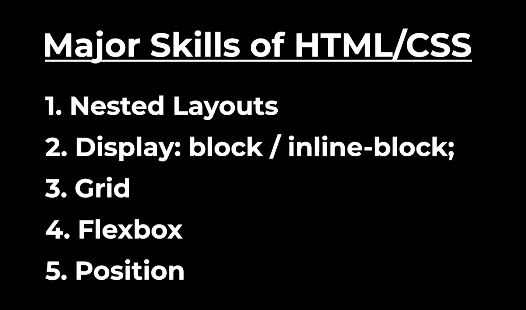 Major Skills of HTML/CSS
1. Nested Layouts
2. Display: block / inline-block;
3. Grid
4. Flexbox
5. Position